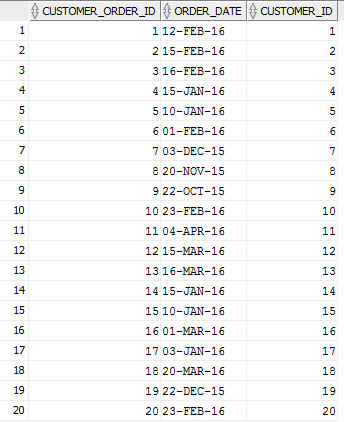 CUSTOMER_ORDER_ID ORDER_DATE CUSTOMER_ID
1 1 12-FEB-16 1
2 2 15-FEB-16 2
3 3 16-FEB-16 3
4 4 15-JAN-16 4
5 5 10-JAN-16 5
6 6 01-FEB-16 6
7 7 03-DEC-15 7
8 8 20-NOV-15 8
9 9 22-OCT-15 9
10 10 23-FEB-16 10
11 11 04-APR-16 11
12 12 15-MAR-16 12
13 13 16-MAR-16 13
14 14 15-JAN-16 14
15 15 10-JAN-16 15
16 16 01-MAR-16 16
17 17 03-JAN-16 17
18 18 20-MAR-16 18
19 19 22-DEC-15 19
20 20 23-FEB-16 20